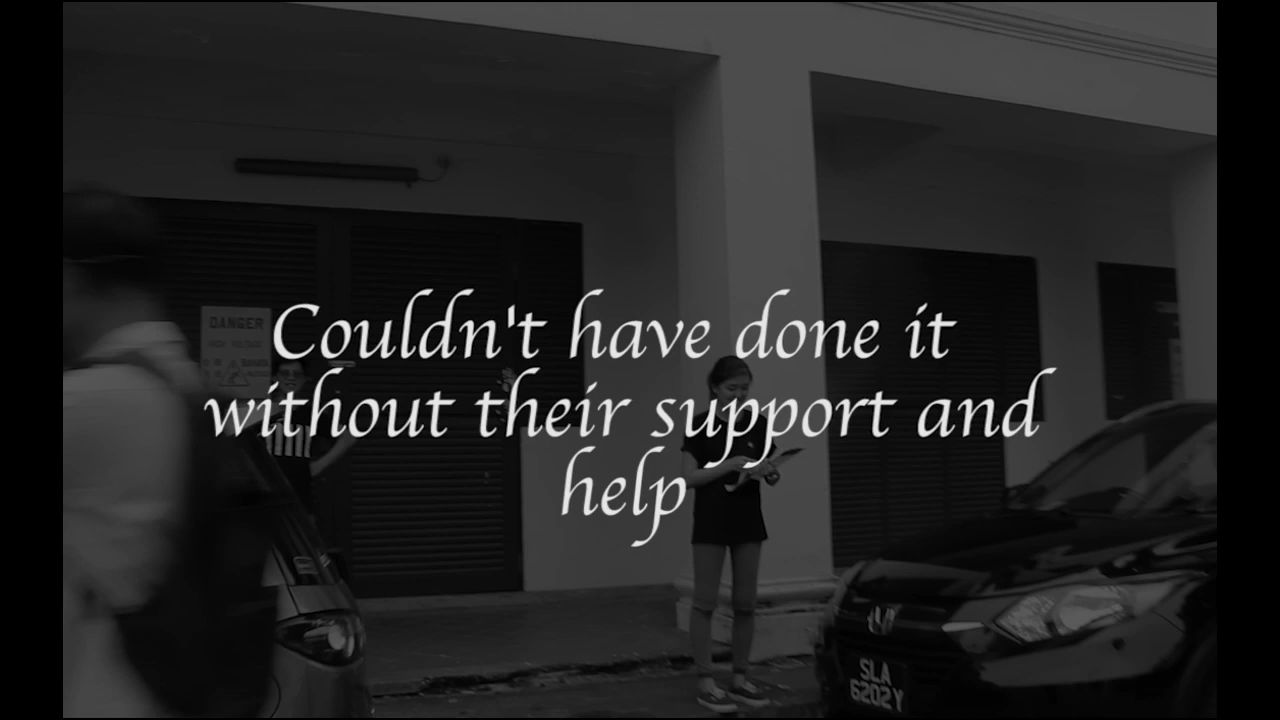 DANGER
Couldn't have done it
without their support and
help
SLA
6202Y